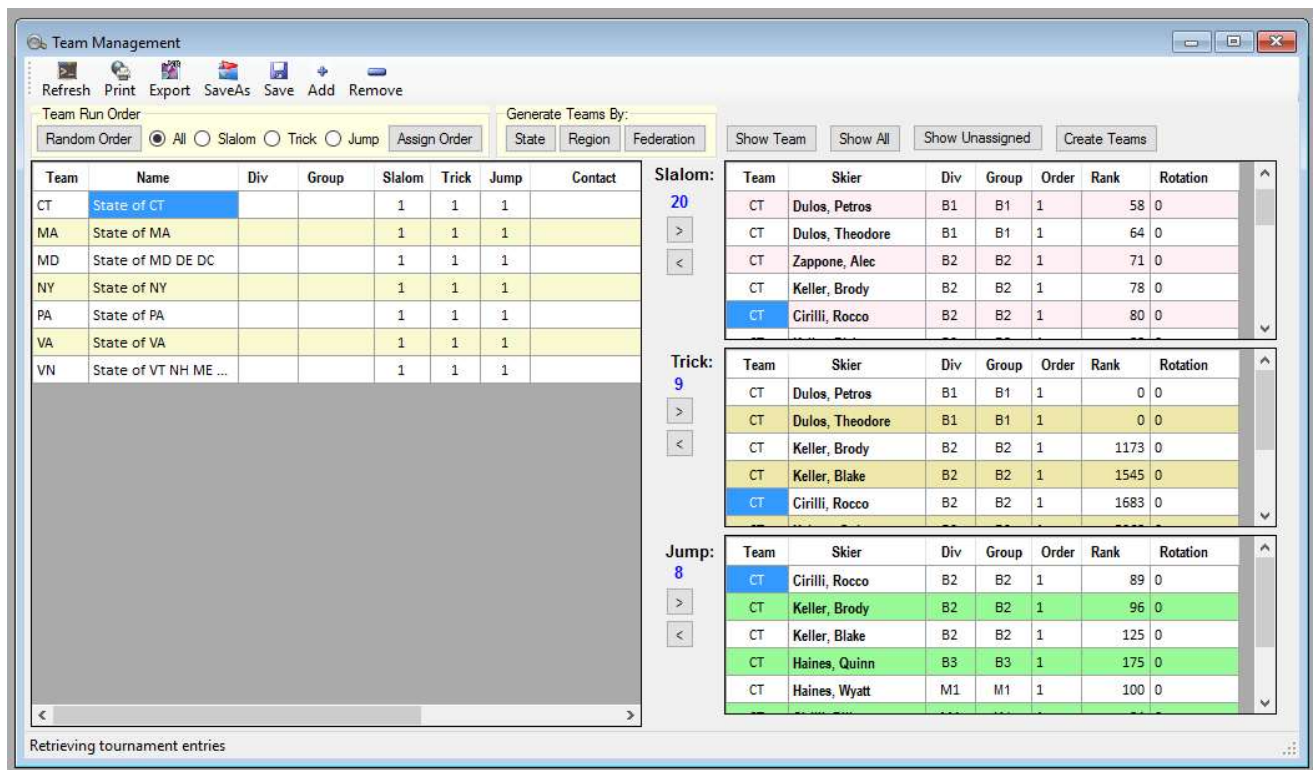 Team Management
Refresh Print Export SaveAs Save Add Remove
Team Run Order
Generate Teams By:
Random Order All Slalom Trick Jump Assign Order State Region Federation Show Team Show All Show Unassigned Create Teams
Team Name Div Group Slalom Trick Jump Contact
CT State of CT 1 1 1
MA State of MA 1 1 1
MD State of MD DE DC 1 1 1
NY State of NY 1 1 1
PA State of PA 1 1 1
VA State of VA 1 1 1
VN State of VT NH ME ... 1 1 1
Slalom:
20
>
<
Team Skier Div Group Order Rank Rotation
CT Dulos, Petros B1 B1 1 58 0
CT Dulos, Theodore B1 B1 1 64 0
CT Zappone, Alec B2 B2 1 71 0
CT Keller, Brody B2 B2 1 78 0
CT Cirilli, Rocco B2 B2 1 80 0
Trick:
9
>
<
Team Skier Div Group Order Rank Rotation
CT Dulos, Petros B1 B1 1 0 0
CT Dulos, Theodore B1 B1 1 0 0
CT Keller, Brody B2 B2 1 1173 0
CT Keller, Blake B2 B2 1 1545 0
CT Cirilli, Rocco B2 B2 1 1683 0
Jump:
8
>
<
Team Skier Div Group Order Rank Rotation
CT Cirilli, Rocco B2 B2 1 89 0
CT Keller, Brody B2 B2 1 96 0
CT Keller, Blake B2 B2 1 125 0
CT Haines, Quinn B3 B3 1 175 0
CT Haines, Wyatt M1 M1 1 100 0
Retrieving tournament entries